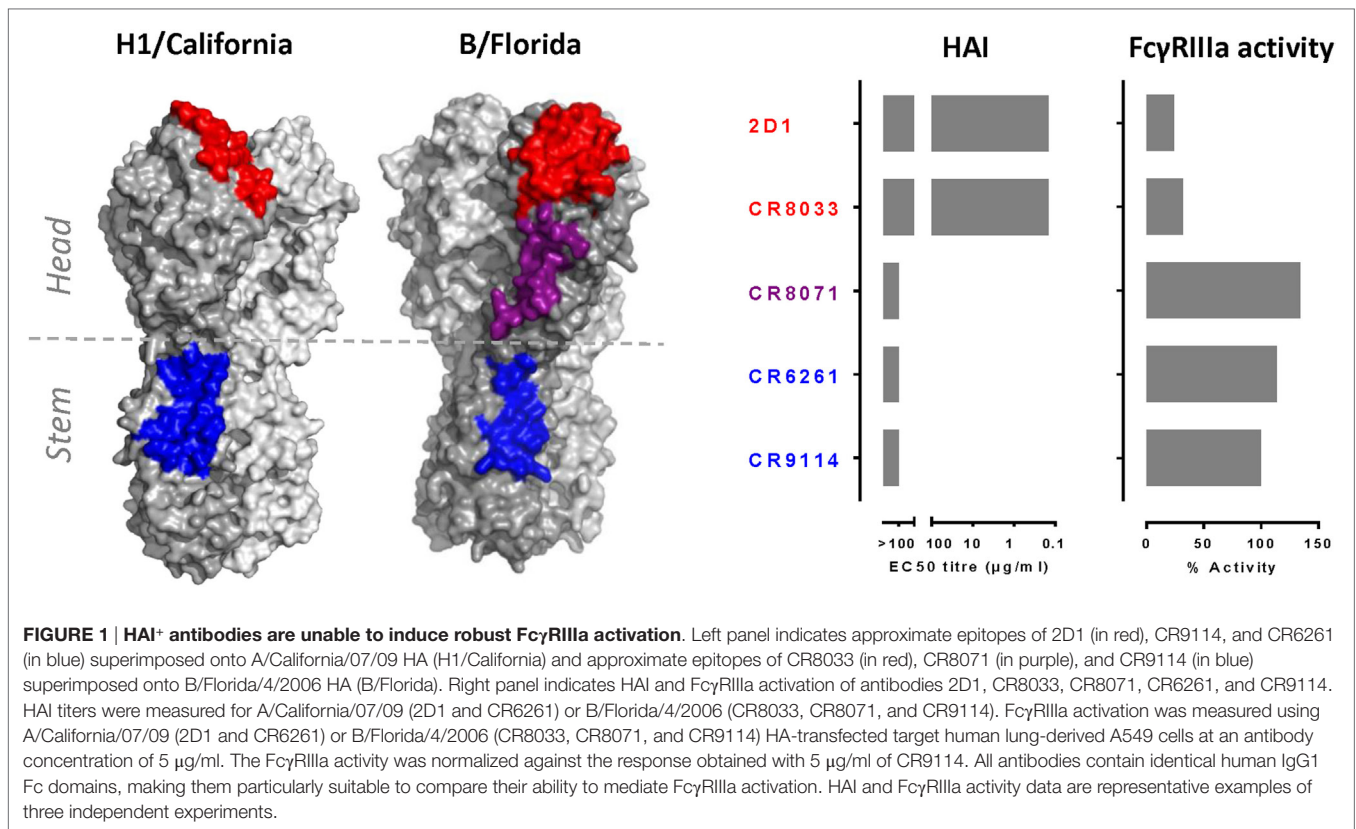 H1/California
B/Florida
HAI
FcγRIIIa activity
Head
Stem
2D1
CR8033
CR8071
CR6261
CR9114
>100 100 10 1 0.1
EC50 titre (μg/ml)
0 50 100 150
% Activity
FIGURE 1 | HAI⁺ antibodies are unable to induce robust FcγRIIIa activation. Left panel indicates approximate epitopes of 2D1 (in red), CR9114, and CR6261
(in blue) superimposed onto A/California/07/09 HA (H1/California) and approximate epitopes of CR8033 (in red), CR8071 (in purple), and CR9114 (in blue)
superimposed onto B/Florida/4/2006 HA (B/Florida). Right panel indicates HAI and FcγRIIIa activation of antibodies 2D1, CR8033, CR8071, CR6261, and CR9114.
HAI titers were measured for A/California/07/09 (2D1 and CR6261) or B/Florida/4/2006 (CR8033, CR8071, and CR9114). FcγRIIIa activation was measured using
A/California/07/09 (2D1 and CR6261) or B/Florida/4/2006 (CR8033, CR8071, and CR9114) HA-transfected target human lung-derived A549 cells at an antibody
concentration of 5 μg/ml. The FcγRIIIa activity was normalized against the response obtained with 5 μg/ml of CR9114. All antibodies contain identical human IgG1
Fc domains, making them particularly suitable to compare their ability to mediate FcγRIIIa activation. HAI and FcγRIIIa activity data are representative examples of
three independent experiments.